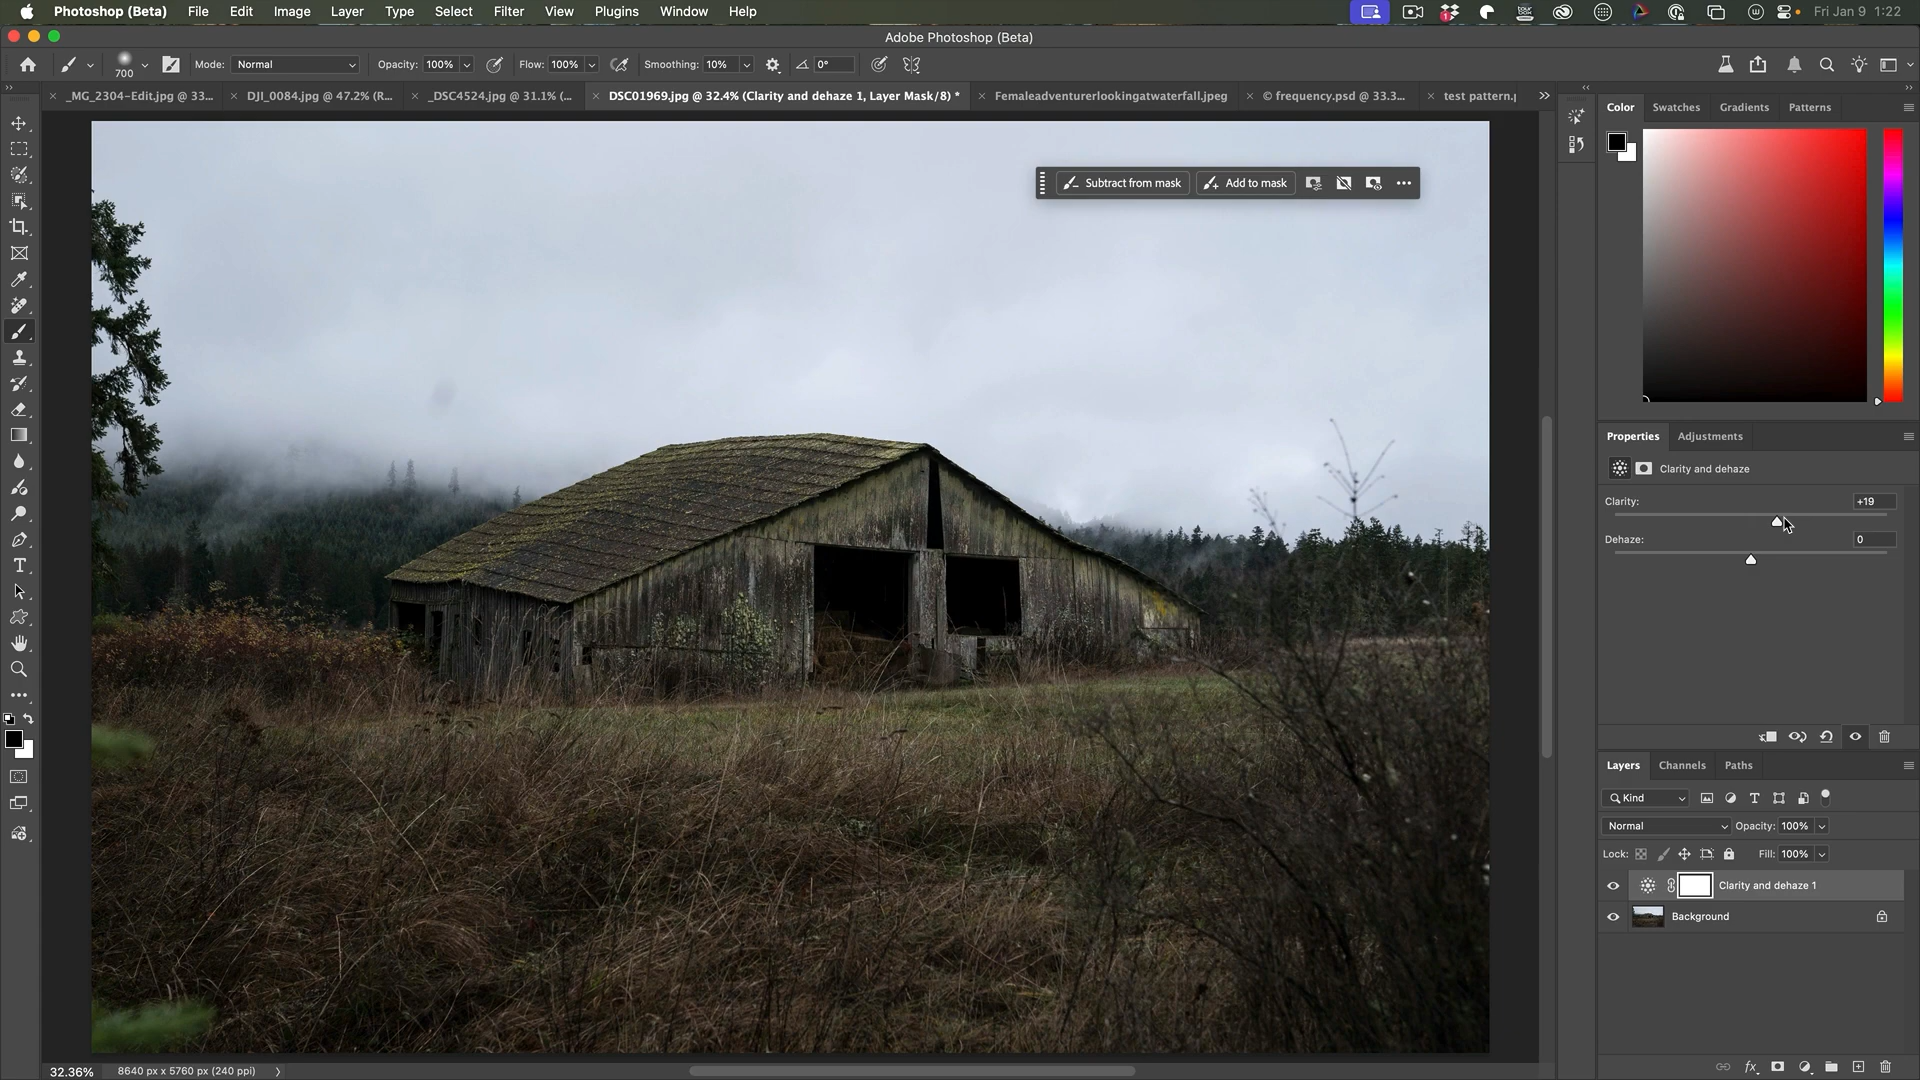 Photoshop (Beta) File Edit Image Layer Type Select Filter View Plugins Window Help Fri Jan 9 1:22
Adobe Photoshop (Beta)
700 Mode: Normal Opacity: 100% Flow: 100% Smoothing: 10% 0°
_MG_2304-Edit.jpg @ 33... DJI_0084.jpg @ 47.2% (R... _DSC4524.jpg @ 31.1% (... DSC01969.jpg @ 32.4% (Clarity and dehaze 1, Layer Mask/8) * Femaleadventurerlookingatwaterfall.jpeg © frequency.psd @ 33.3... test pattern.p
Color Swatches Gradients Patterns
Subtract from mask Add to mask
Properties Adjustments
Clarity and dehaze
Clarity: +19
Dehaze: 0
Layers Channels Paths
Kind
Normal Opacity: 100%
Lock: Fill: 100%
Clarity and dehaze 1
Background
32.36% 8640 px x 5760 px (240 ppi)